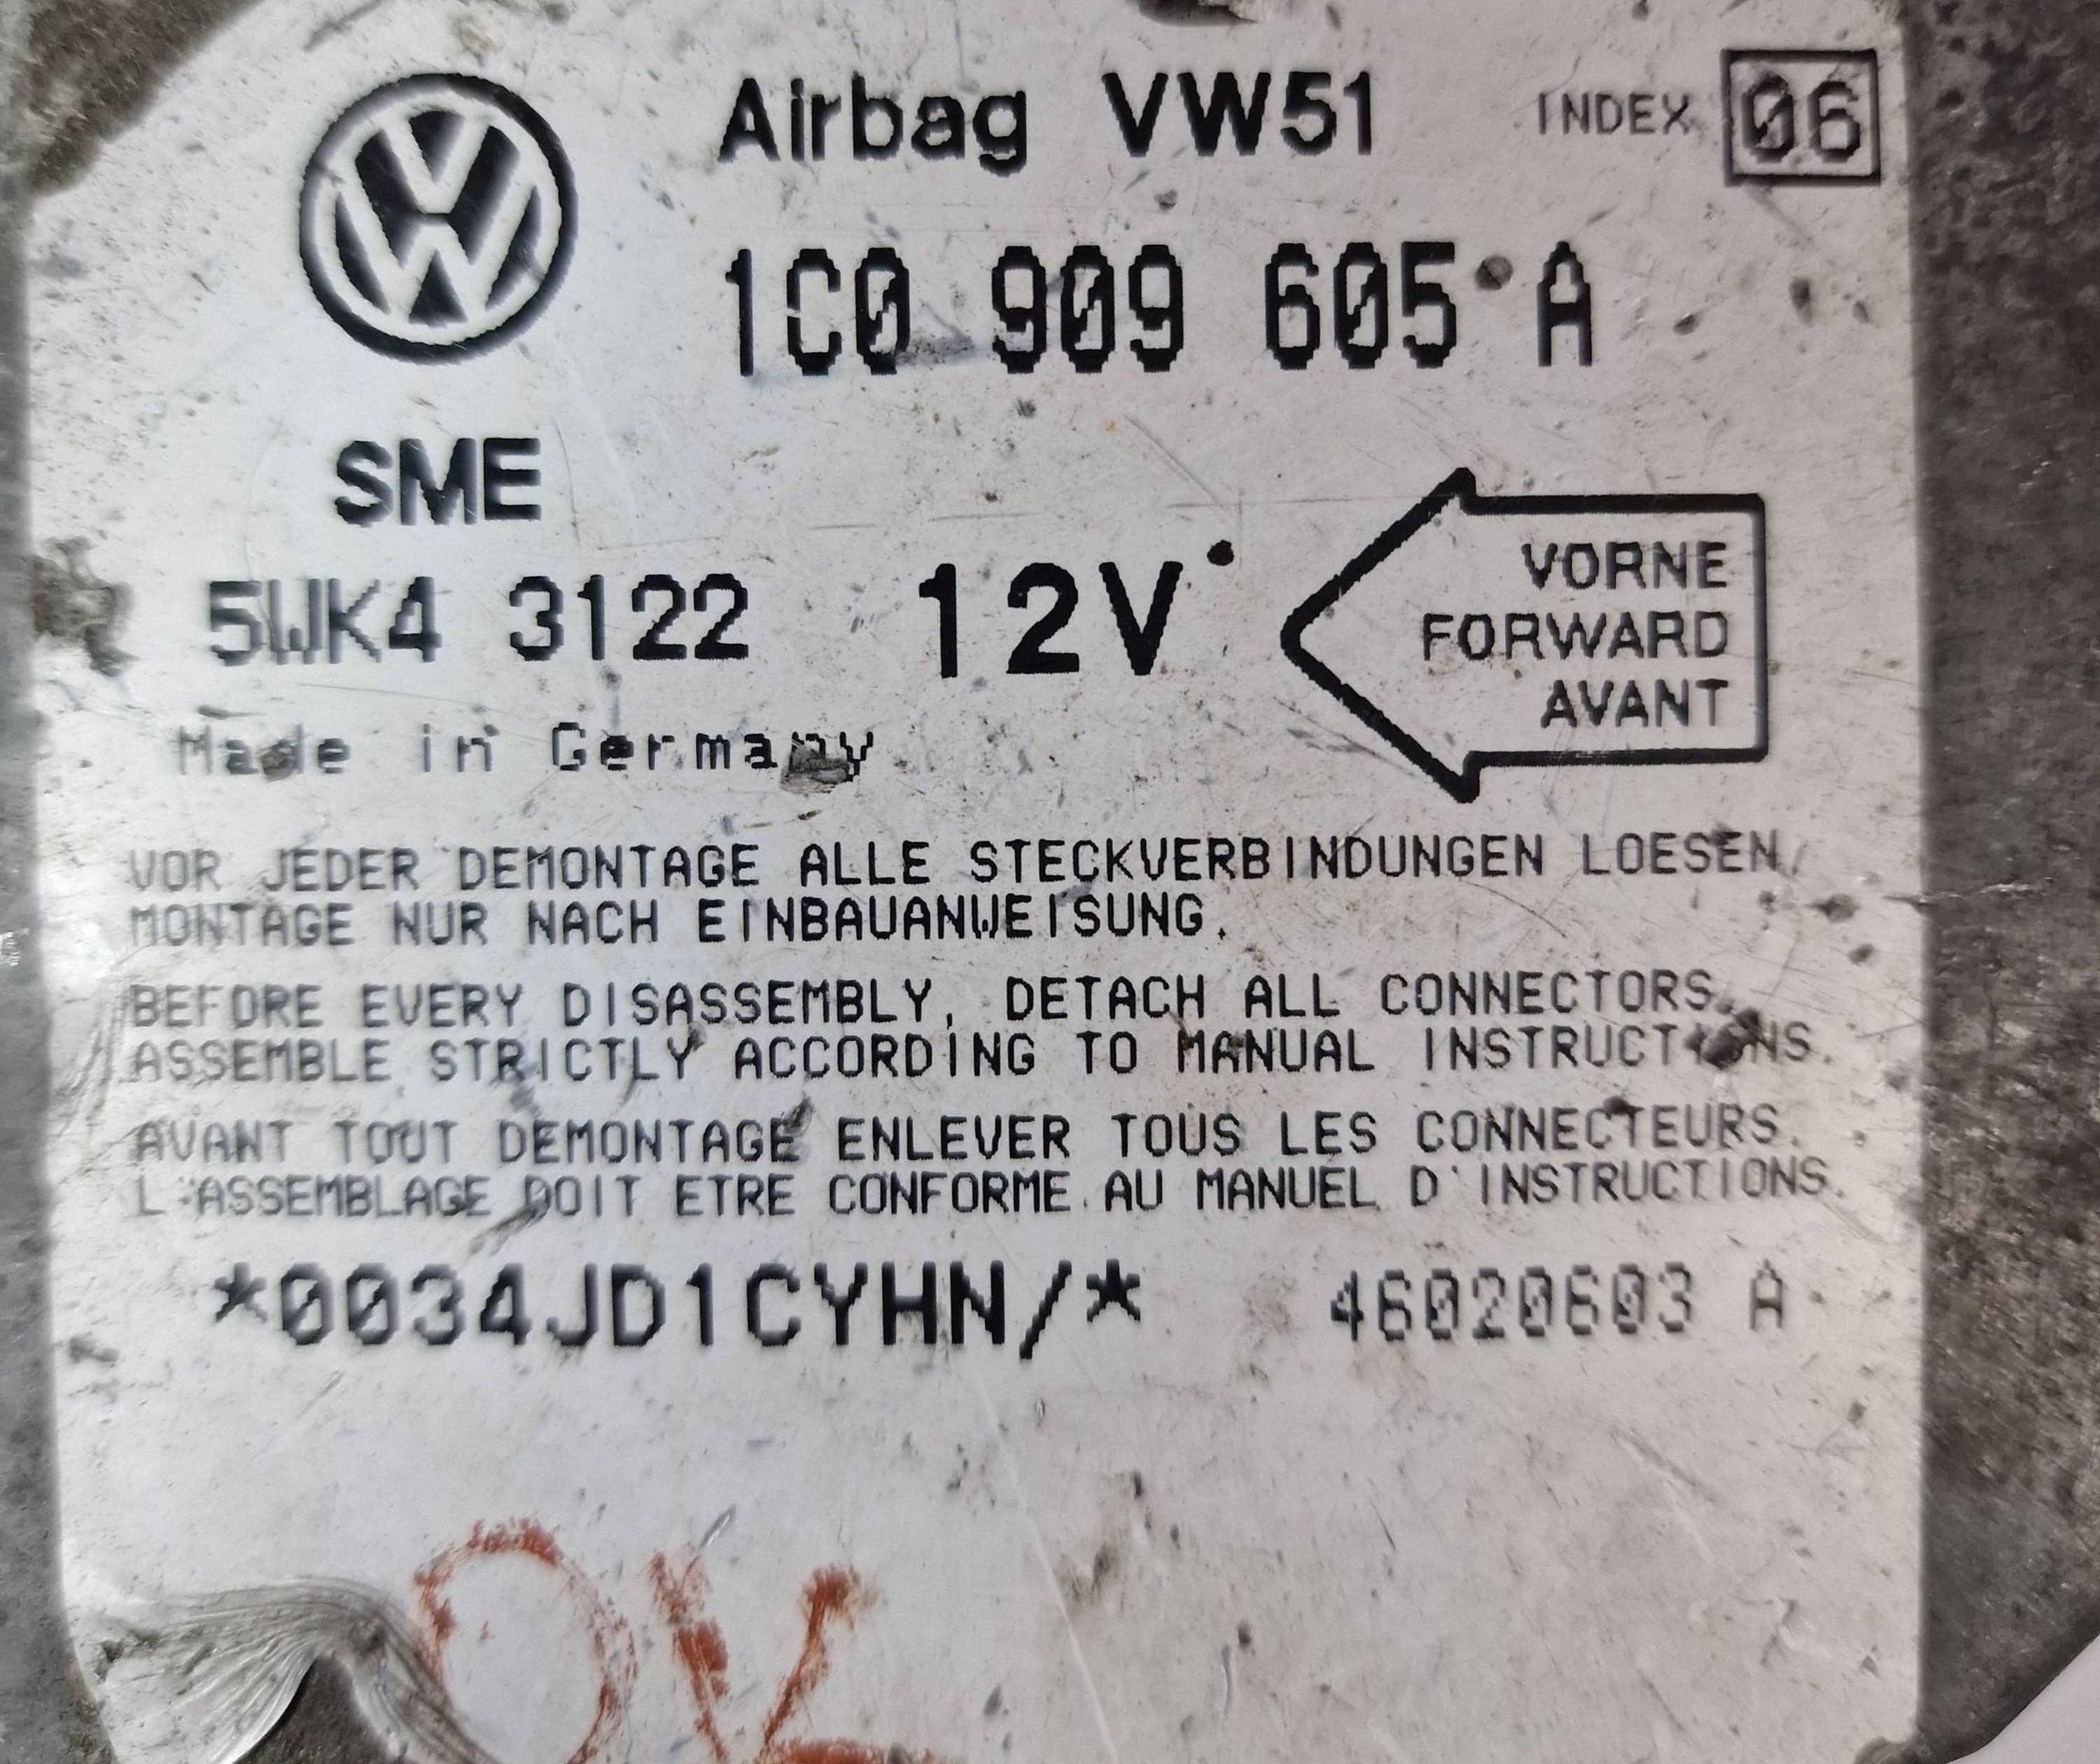 Airbag VW51 INDEX 06
1C0 909 605 A
SME
5WK4 3122 12V
VORNE
FORWARD
AVANT
Made in Germany
VOR JEDER DEMONTAGE ALLE STECKVERBINDUNGEN LOESEN,
MONTAGE NUR NACH EINBAUANWEISUNG.
BEFORE EVERY DISASSEMBLY, DETACH ALL CONNECTORS.
ASSEMBLE STRICTLY ACCORDING TO MANUAL INSTRUCTIONS.
AVANT TOUT DEMONTAGE ENLEVER TOUS LES CONNECTEURS.
L'ASSEMBLAGE DOIT ETRE CONFORME AU MANUEL D'INSTRUCTIONS.
*0034JD1CYHN/* 46020603 A
OK